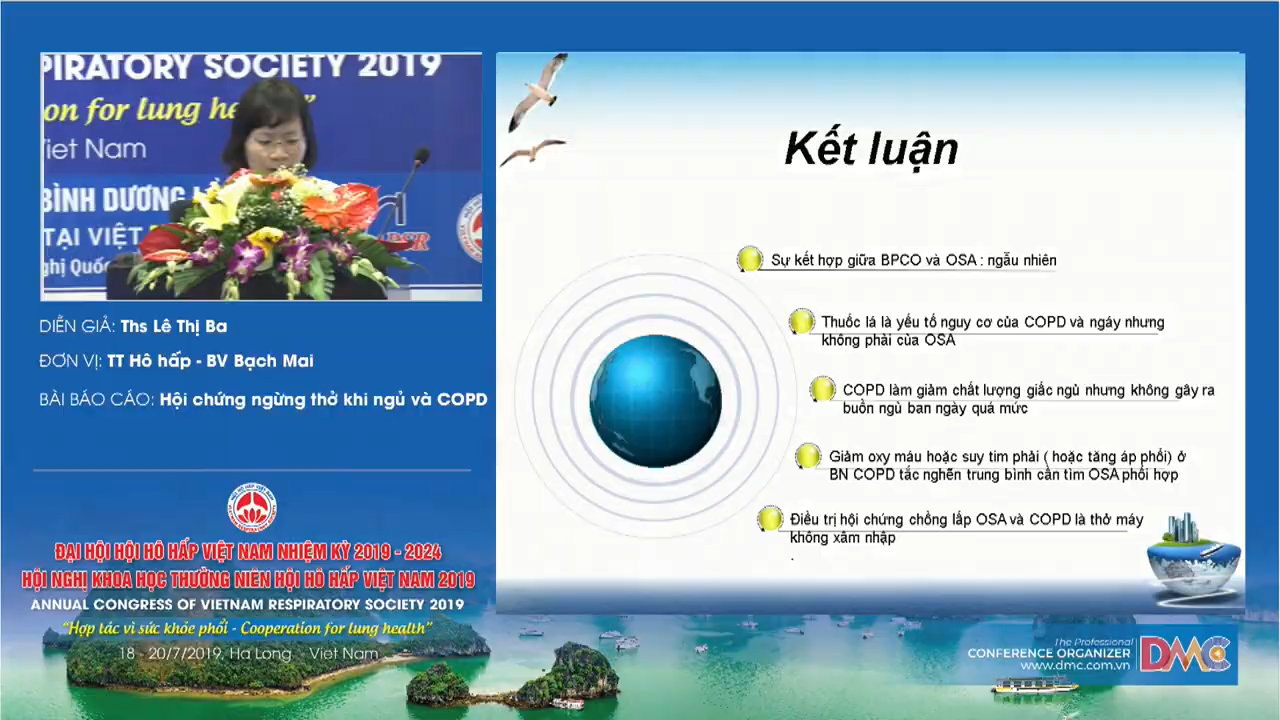 PIRATORY SOCIETY 2019
on for lung he
Viet Nam
BÌNH DƯƠNG
TẠI VIỆT
ghị Quốc
DIỄN GIẢ: Ths Lê Thị Ba
ĐƠN VỊ: TT Hô hấp - BV Bạch Mai
BÀI BÁO CÁO: Hội chứng ngừng thở khi ngủ và COPD
ĐẠI HỘI HỘI HÔ HẤP VIỆT NAM NHIỆM KỲ 2019 - 2024
HỘI NGHỊ KHOA HỌC THƯỜNG NIÊN HỘI HÔ HẤP VIỆT NAM 2019
ANNUAL CONGRESS OF VIETNAM RESPIRATORY SOCIETY 2019
"Hợp tác vì sức khỏe phổi - Cooperation for lung health"
18 - 20/7/2019, Ha Long - Viet Nam
Kết luận
Sự kết hợp giữa BPCO và OSA : ngẫu nhiên
Thuốc lá là yếu tố nguy cơ của COPD và ngáy nhưng
không phải của OSA
COPD làm giảm chất lượng giấc ngủ nhưng không gây ra
buồn ngủ ban ngày quá mức
Giảm oxy máu hoặc suy tim phải ( hoặc tăng áp phổi) ở
BN COPD tắc nghẽn trung bình cần tìm OSA phối hợp
Điều trị hội chứng chồng lấp OSA và COPD là thở máy
không xâm nhập
.
The Professional
CONFERENCE ORGANIZER
www.dmc.com.vn
DMC